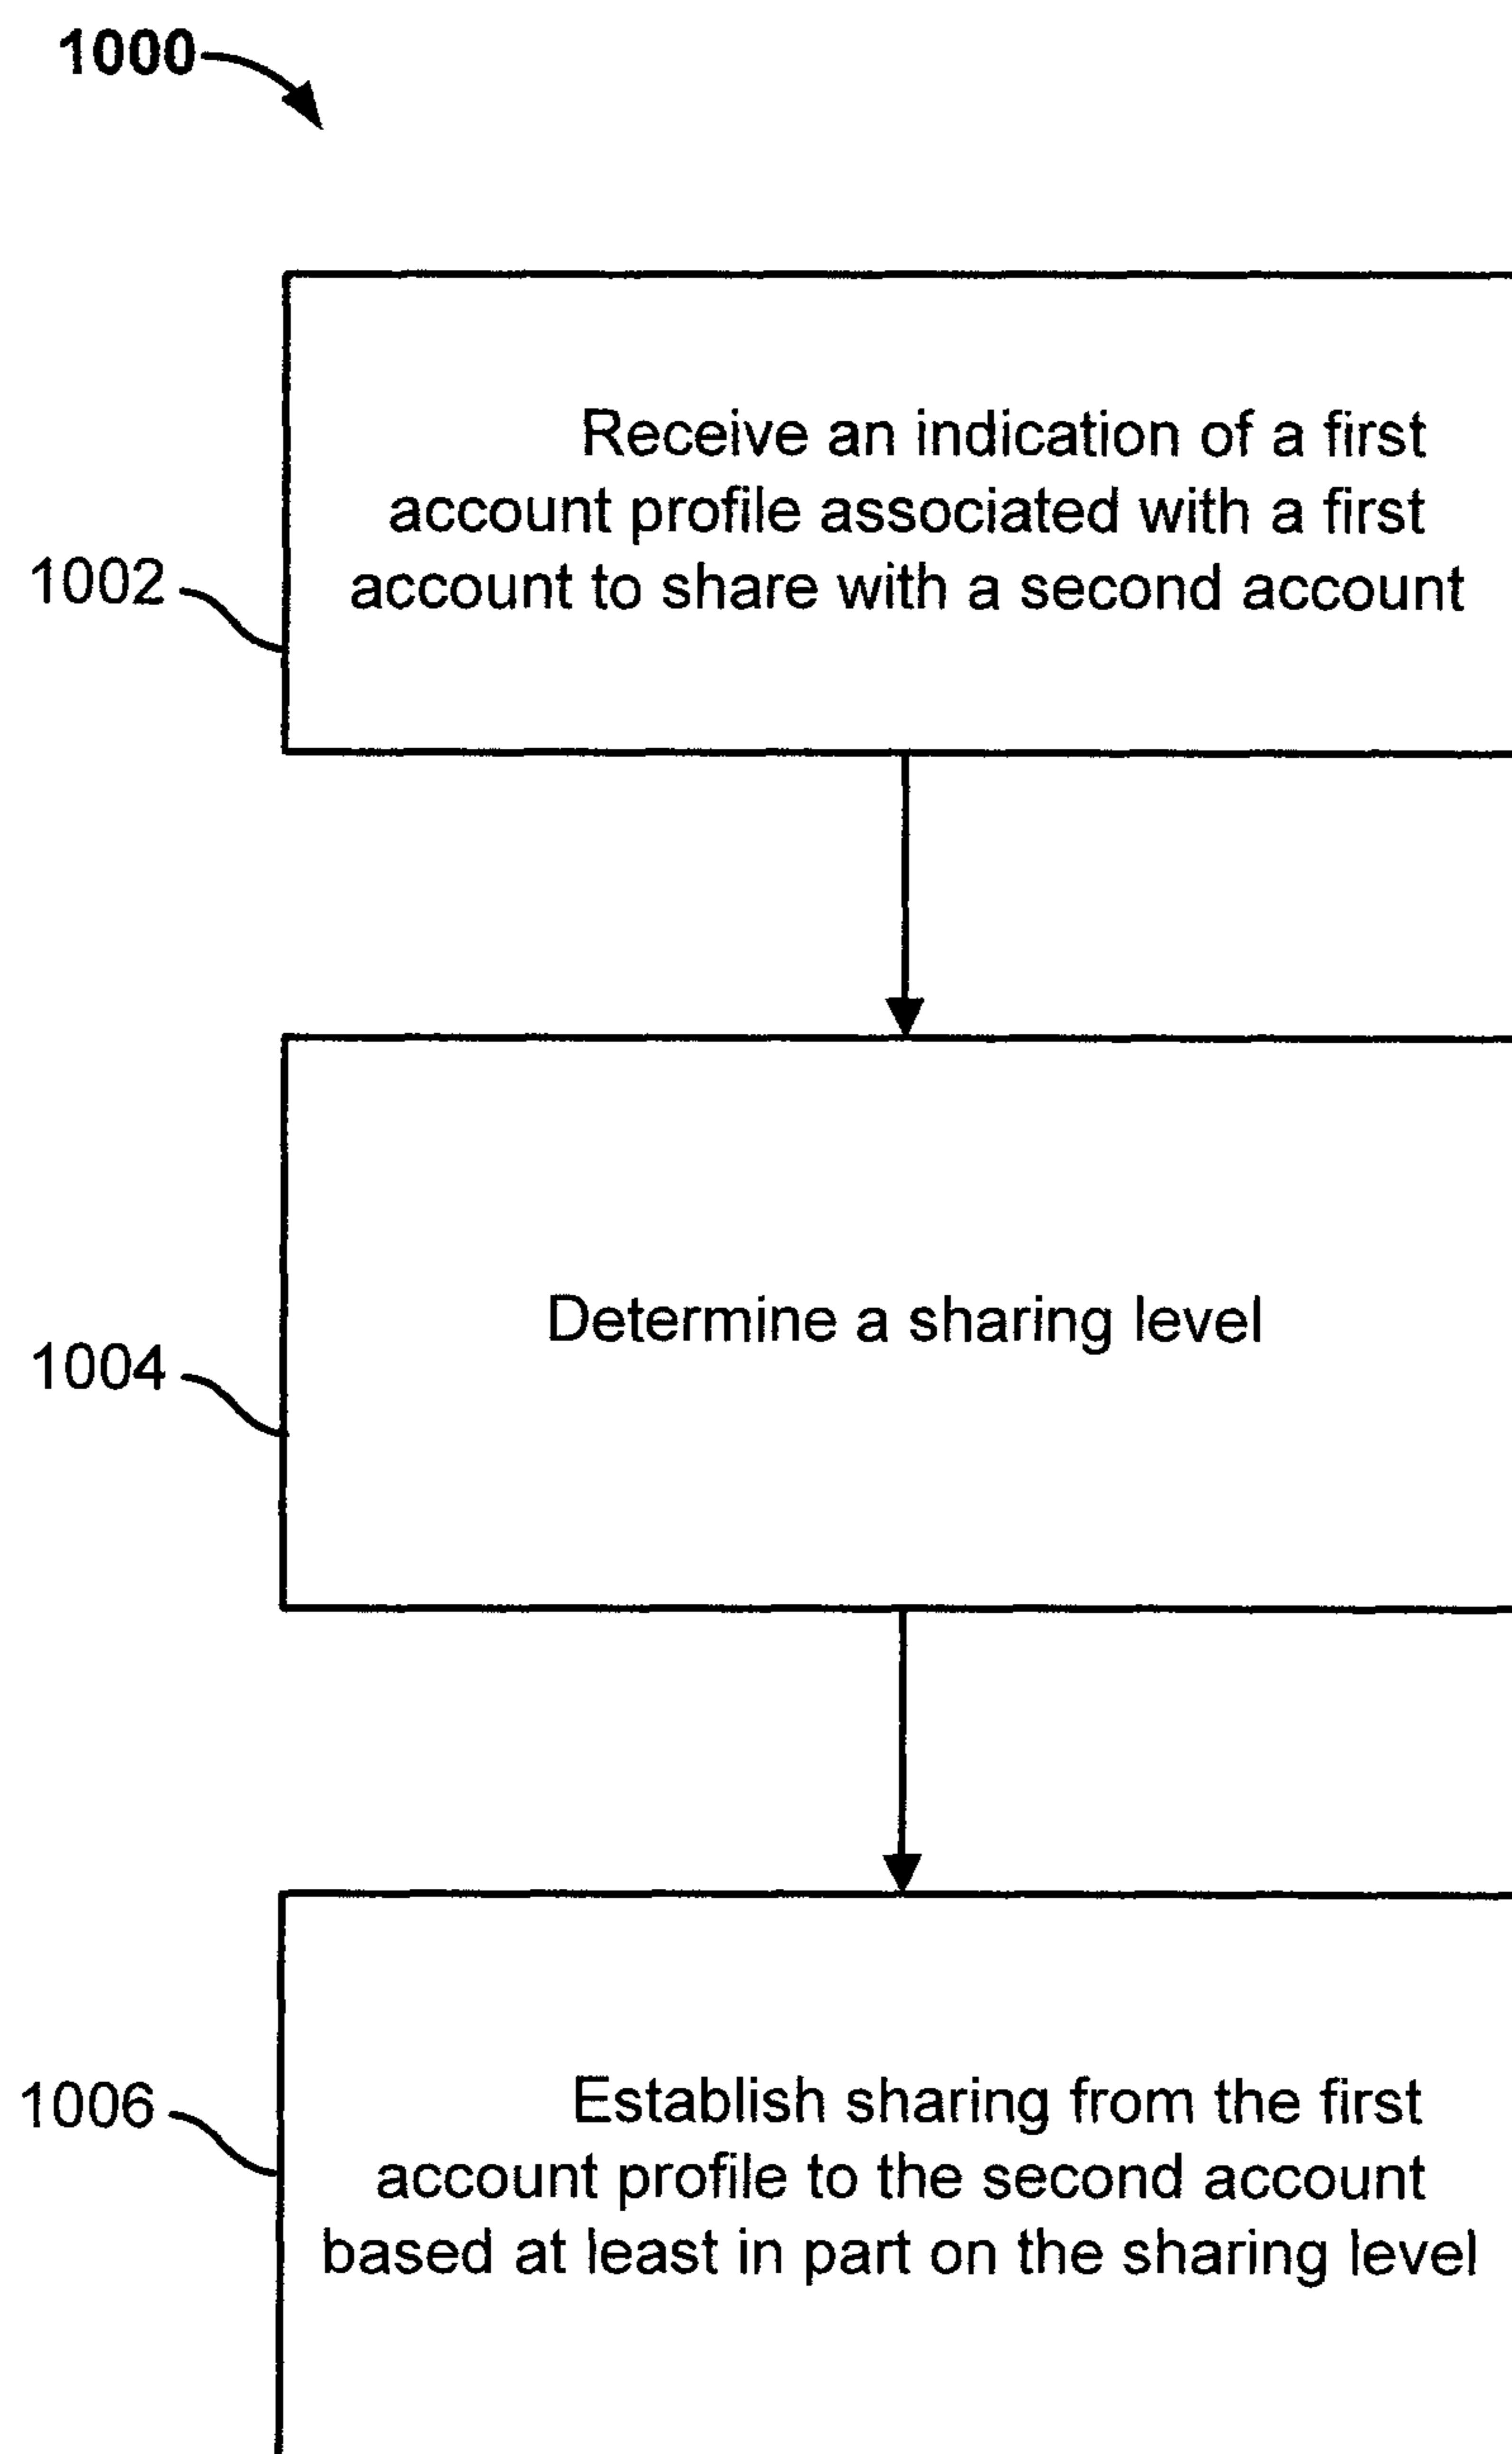 1000
Receive an indication of a first
account profile associated with a first
account to share with a second account
1002
Determine a sharing level
1004
Establish sharing from the first
account profile to the second account
based at least in part on the sharing level
1006